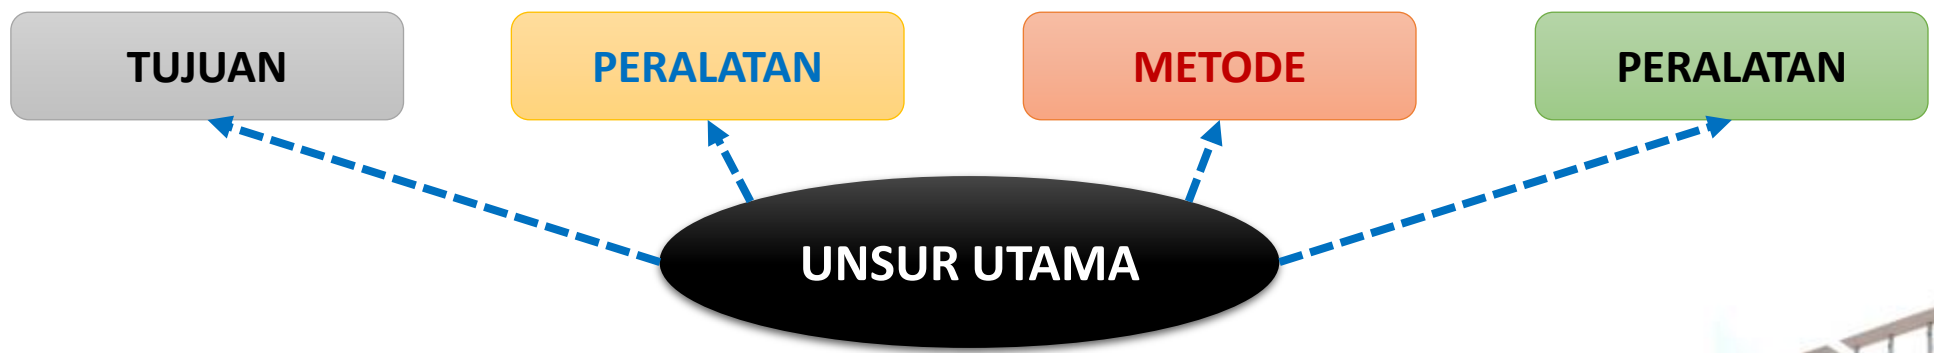 TUJUAN
PERALATAN
METODE
PERALATAN
UNSUR UTAMA